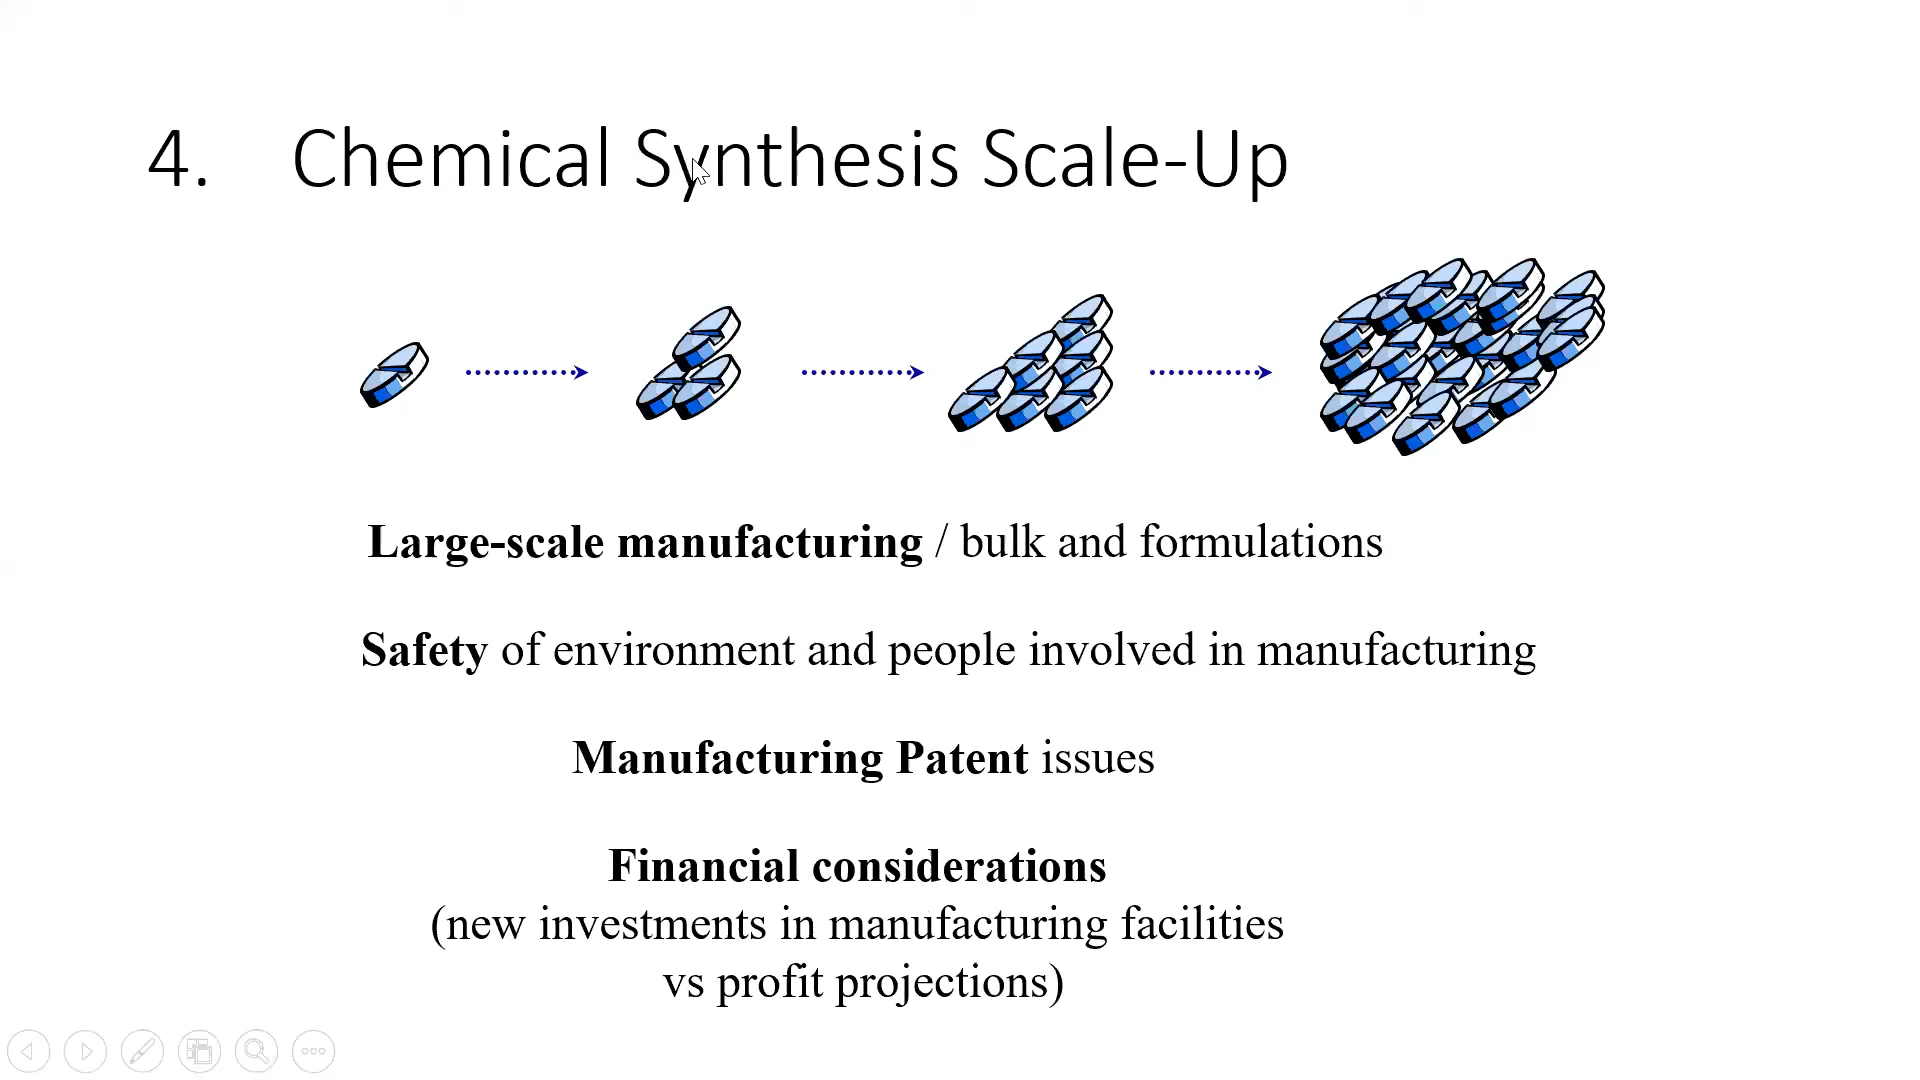 4. Chemical Synthesis Scale-Up
Large-scale manufacturing / bulk and formulations
Safety of environment and people involved in manufacturing
Manufacturing Patent issues
Financial considerations
(new investments in manufacturing facilities
vs profit projections)